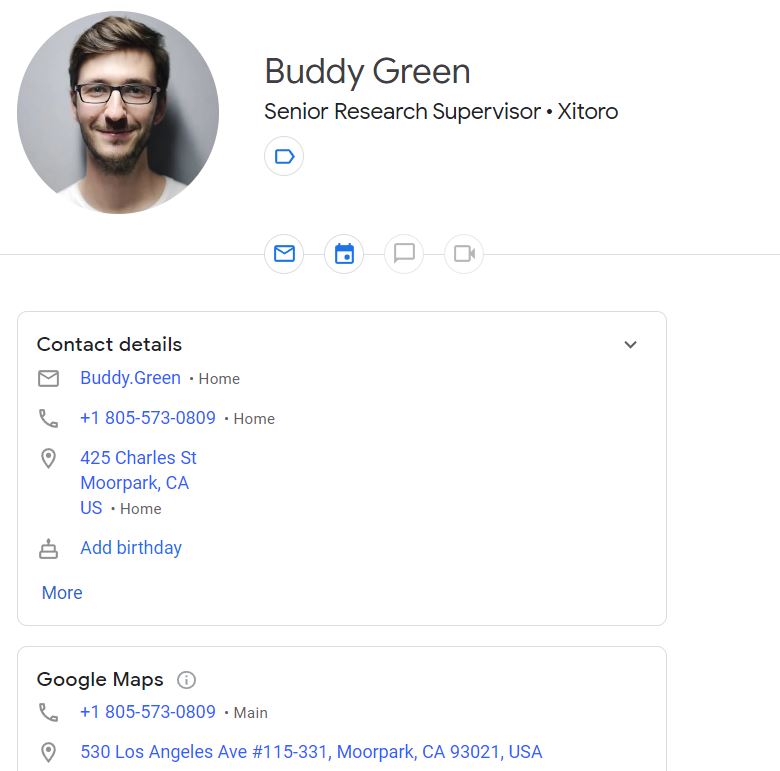 Buddy Green
Senior Research Supervisor • Xitoro
Contact details
Buddy.Green • Home
+1 805-573-0809 • Home
425 Charles St
Moorpark, CA
US • Home
Add birthday
More
Google Maps
+1 805-573-0809 • Main
530 Los Angeles Ave #115-331, Moorpark, CA 93021, USA